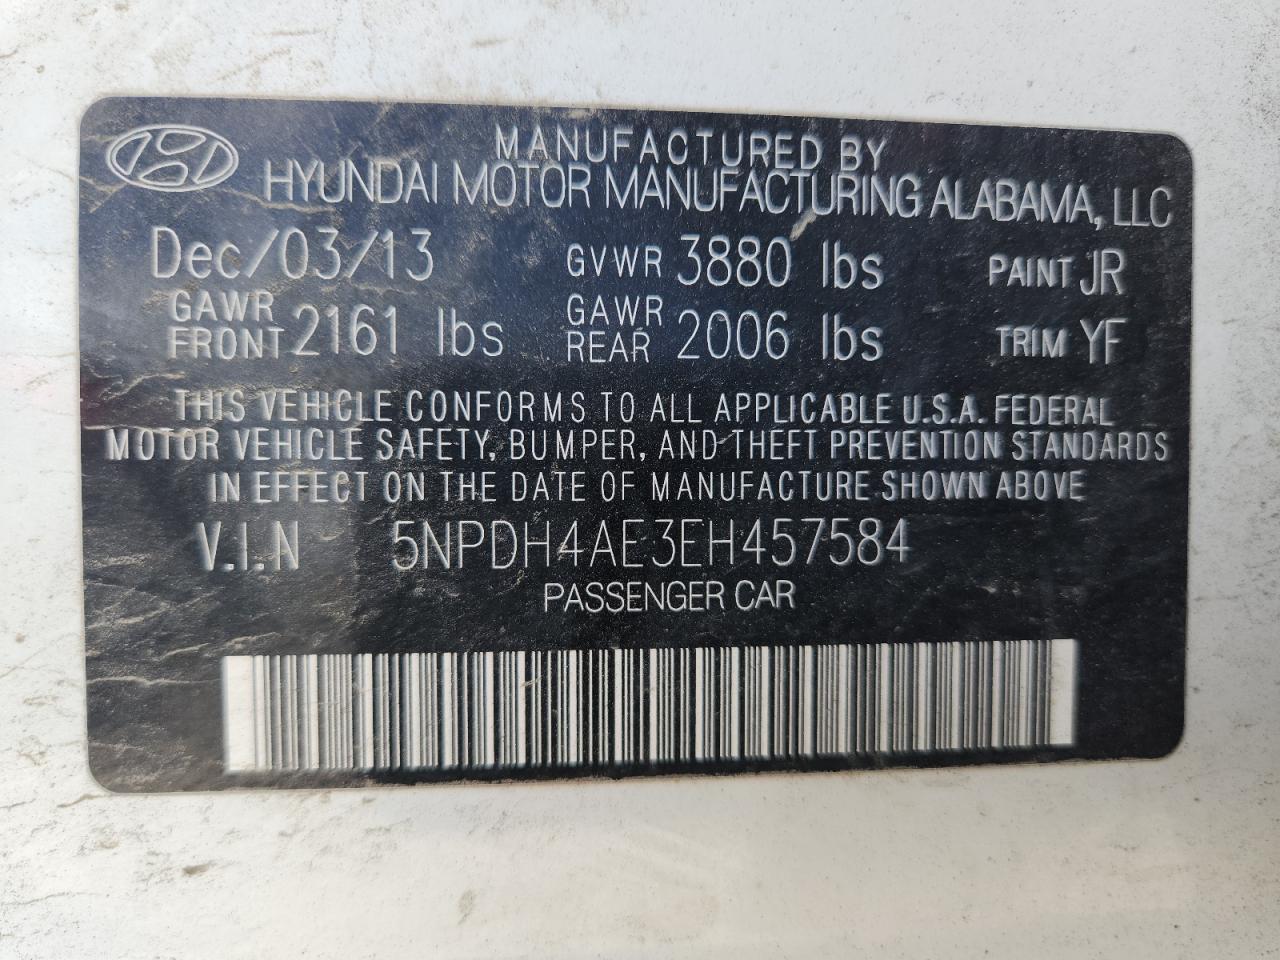 MANUFACTURED BY
HYUNDAI MOTOR MANUFACTURING ALABAMA, LLC
Dec/03/13 GVWR 3880 lbs PAINT JR
GAWR FRONT 2161 lbs GAWR REAR 2006 lbs TRIM YF
THIS VEHICLE CONFORMS TO ALL APPLICABLE U.S.A. FEDERAL
MOTOR VEHICLE SAFETY, BUMPER, AND THEFT PREVENTION STANDARDS
IN EFFECT ON THE DATE OF MANUFACTURE SHOWN ABOVE
V.I.N 5NPDH4AE3EH457584
PASSENGER CAR